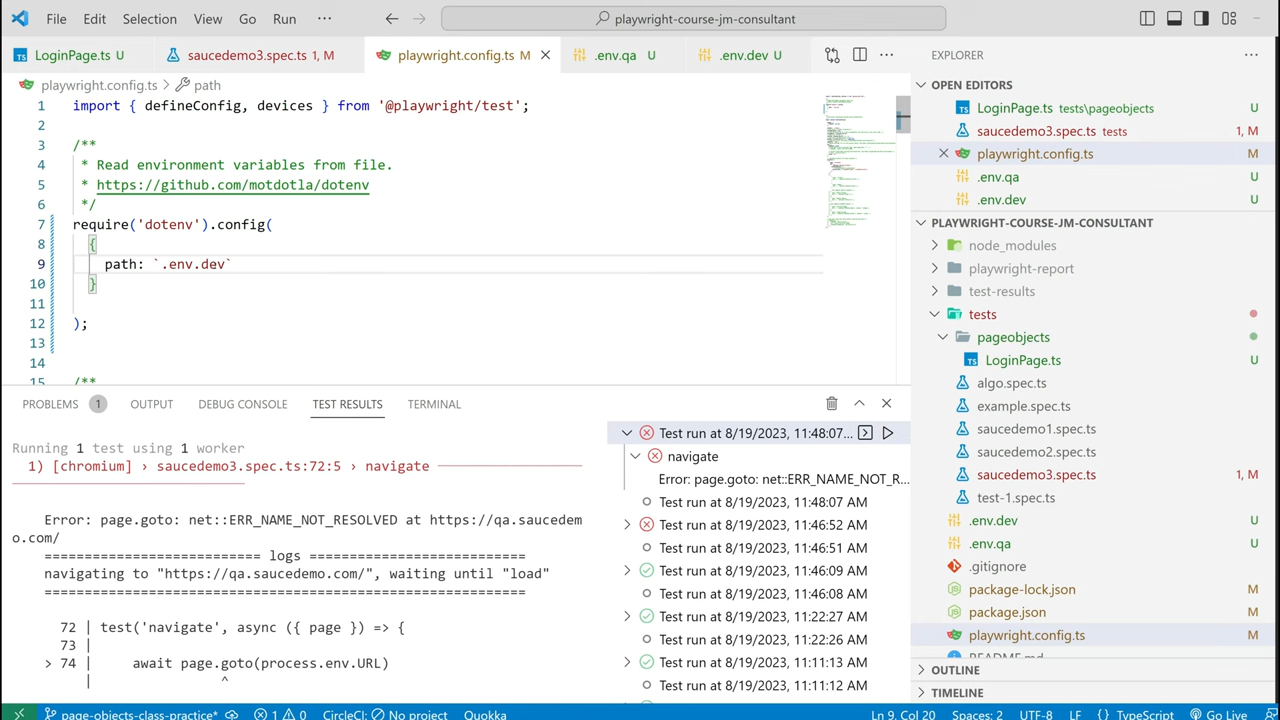 File Edit Selection View Go Run ··· playwright-course-jm-consultant
LoginPage.ts U saucedemo3.spec.ts 1, M playwright.config.ts M .env.qa U .env.dev U
playwright.config.ts > path
1 import { defineConfig, devices } from '@playwright/test';
2
3 /**
4
5 * https://github.com/motdotla/dotenv
6 */
7
8 {
9 path: `.env.dev`
10 }
11
12 );
13
14
15 /**
EXPLORER
OPEN EDITORS
LoginPage.ts tests\pageobjects U
saucedemo3.spec.ts 1, M
playwright.config.ts M
.env.qa U
.env.dev U
PLAYWRIGHT-COURSE-JM-CONSULTANT
node_modules
playwright-report
test-results
tests
pageobjects
LoginPage.ts U
algo.spec.ts
example.spec.ts
saucedemo1.spec.ts
saucedemo2.spec.ts
saucedemo3.spec.ts 1, M
test-1.spec.ts
.env.dev U
.env.qa U
.gitignore
package-lock.json M
package.json M
playwright.config.ts M
README.md
OUTLINE
TIMELINE
PROBLEMS 1 OUTPUT DEBUG CONSOLE TEST RESULTS TERMINAL
Running 1 test using 1 worker
1) [chromium] › saucedemo3.spec.ts:72:5 › navigate
Error: page.goto: net::ERR_NAME_NOT_RESOLVED at https://qa.saucedem
o.com/
=========================== logs ===========================
navigating to "https://qa.saucedemo.com/", waiting until "load"
============================================================
72 | test('navigate', async ({ page }) => {
73 |
> 74 | await page.goto(process.env.URL)
| ^
Test run at 8/19/2023, 11:48:07...
navigate
Error: page.goto: net::ERR_NAME_NOT_R...
Test run at 8/19/2023, 11:48:07 AM
Test run at 8/19/2023, 11:46:52 AM
Test run at 8/19/2023, 11:46:51 AM
Test run at 8/19/2023, 11:46:09 AM
Test run at 8/19/2023, 11:46:08 AM
Test run at 8/19/2023, 11:22:27 AM
Test run at 8/19/2023, 11:22:26 AM
Test run at 8/19/2023, 11:11:13 AM
Test run at 8/19/2023, 11:11:12 AM
page-objects-class-practice* 1 0 CircleCI: No project Quokka Ln 9, Col 20 Spaces: 2 UTF-8 LF {} TypeScript Go Live